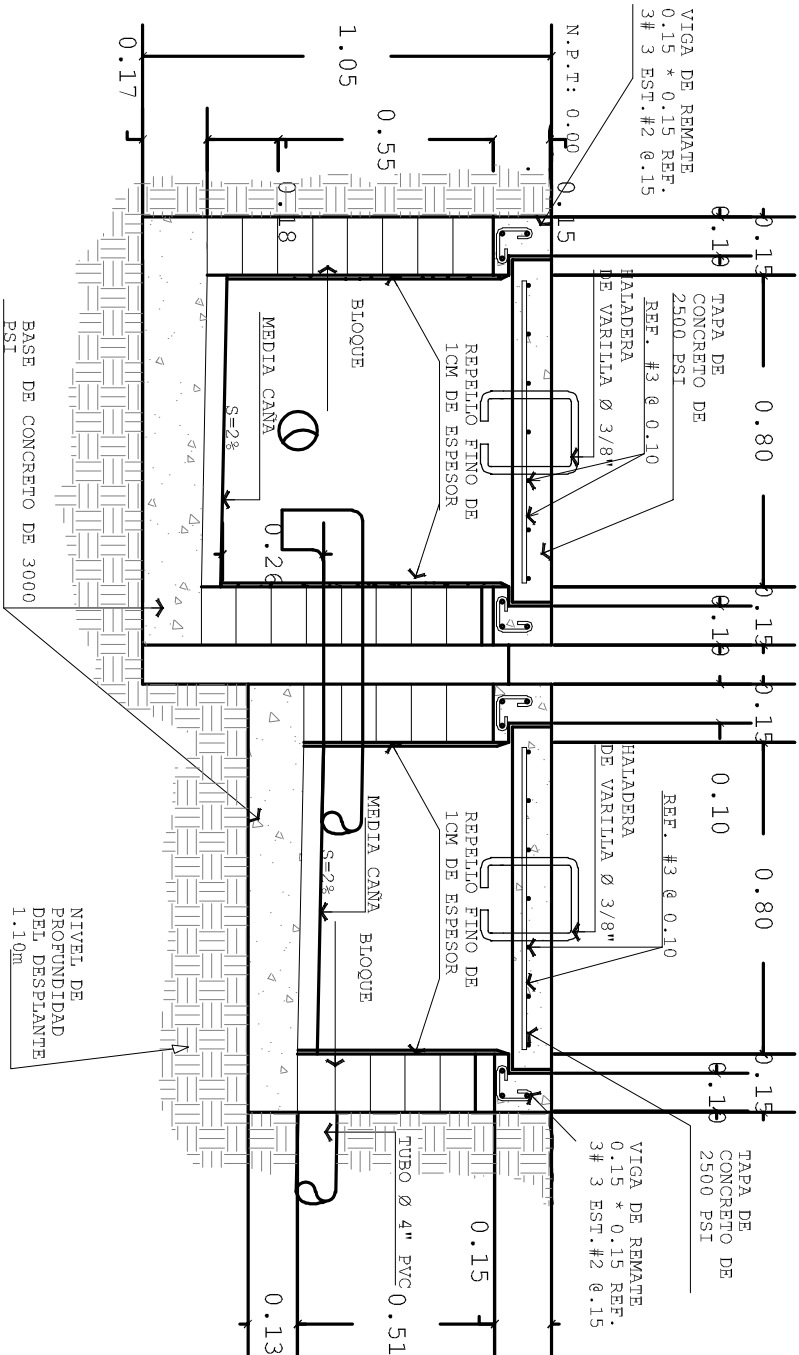 VIGA DE REMATE
0.15 * 0.15 REF.
3# 3 EST.#2 @.15
N.P.T: 0.00
1.05
0.17
0.55
0.18
0.15
0.15
0.10
0.80
0.15
0.10
0.15
0.10
0.80
0.15
0.10
TAPA DE
CONCRETO DE
2500 PSI
REF. #3 @ 0.10
HALADERA
DE VARILLA Ø 3/8"
REPELLO FINO DE
1CM DE ESPESOR
BLOQUE
MEDIA CAÑA
S=2%
0.26
BASE DE CONCRETO DE 3000
PSI
REF. #3 @ 0.10
HALADERA
DE VARILLA Ø 3/8"
REPELLO FINO DE
1CM DE ESPESOR
BLOQUE
MEDIA CAÑA
S=2%
NIVEL DE
PROFUNDIDAD
DEL DESPLANTE
1.10m
TAPA DE
CONCRETO DE
2500 PSI
VIGA DE REMATE
0.15 * 0.15 REF.
3# 3 EST.#2 @.15
TUBO Ø 4" PVC
0.15
0.51
0.13